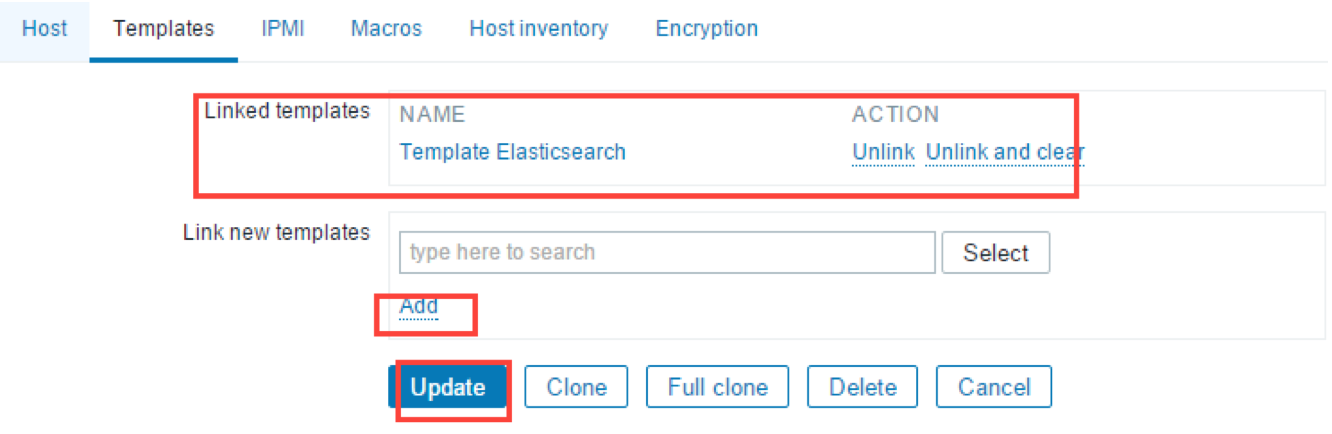 Host Templates IPMI Macros Host inventory Encryption
Linked templates NAME ACTION
Template Elasticsearch Unlink Unlink and clear
Link new templates
type here to search Select
Add
Update Clone Full clone Delete Cancel